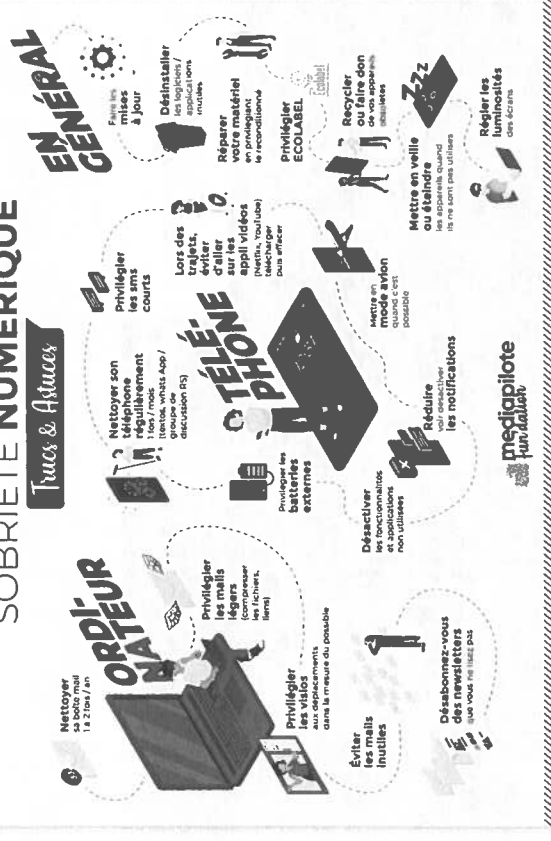 SOBRIÉTÉ NUMÉRIQUE
Trucs & Astuces
ORDI-
NATEUR
Nettoyer
sa boîte mail
1 à 2 fois / an
Privilégier
les mails
légers
(compresser
les fichiers,
liens)
Privilégier
les visios
aux déplacements
dans la mesure du possible
Éviter
les mails
inutiles
Désabonnez-vous
des newsletters
que vous ne lisez pas
TÉLÉ-
PHONE
Nettoyer son
téléphone
régulièrement
1 fois / mois
(textos, whats App /
groupe de
discussion RS)
Privilégier
les sms
courts
Lors des
trajets,
éviter
d'aller
sur les
appli vidéos
(Netflix, YouTube)
télécharger
puis effacer
Mettre en
mode avion
quand c'est
possible
Réduire
voir désactiver
les notifications
Désactiver
les fonctionnalités
et applications
non utilisées
Privilégier les
batteries
externes
EN
GÉNÉRAL
Faire les
mises
à jour
Désinstaller
les logiciels /
applications
inutiles
Réparer
votre matériel
en privilégiant
le reconditionné
Privilégier
ECOLABEL
Ecolabel
Recycler
ou faire don
de vos appareils
obsolètes
ZZZ
Mettre en veille
ou éteindre
les appareils quand
ils ne sont pas utilisés
Régler les
luminosités
des écrans
mediapilote
fundation